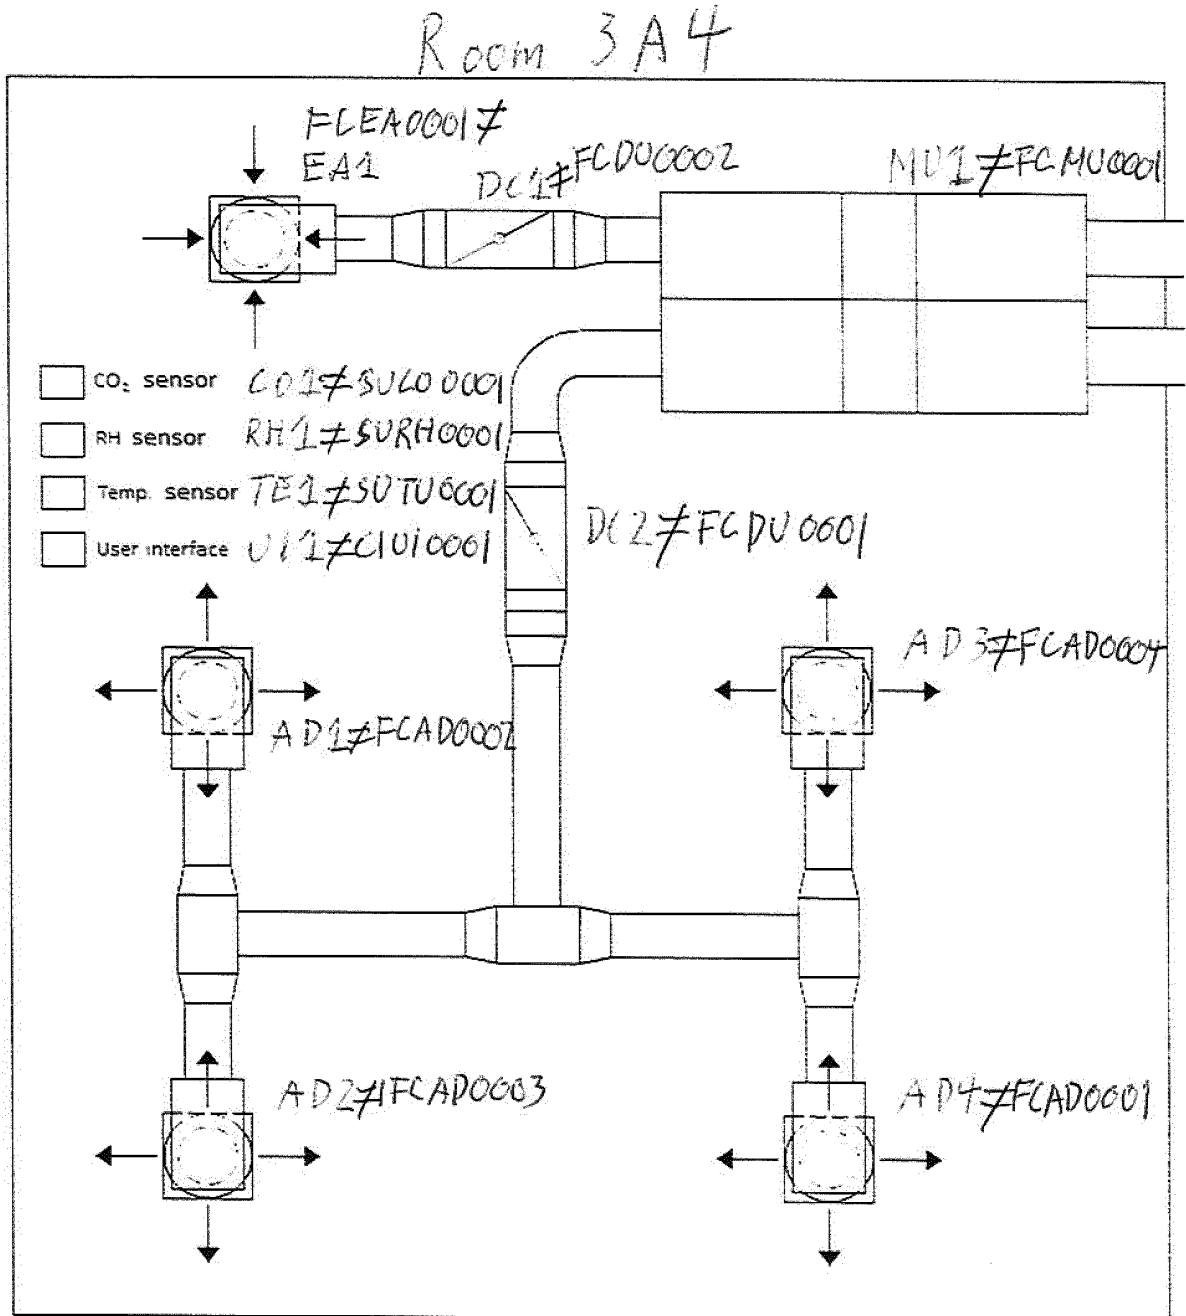 Room 3A4
FCEA0001≠
EA1
DC1≠FCDU0002
MU1≠FCMU0001
CO₂ sensor CO1≠SUCO0001
RH sensor RH1≠SURH0001
Temp. sensor TE1≠SUTU0001
User interface UI1≠CIUI0001
DC2≠FCDU0001
AD3≠FCAD0004
AD1≠FCAD0002
AD2≠FCAD0003
AD4≠FCAD0001